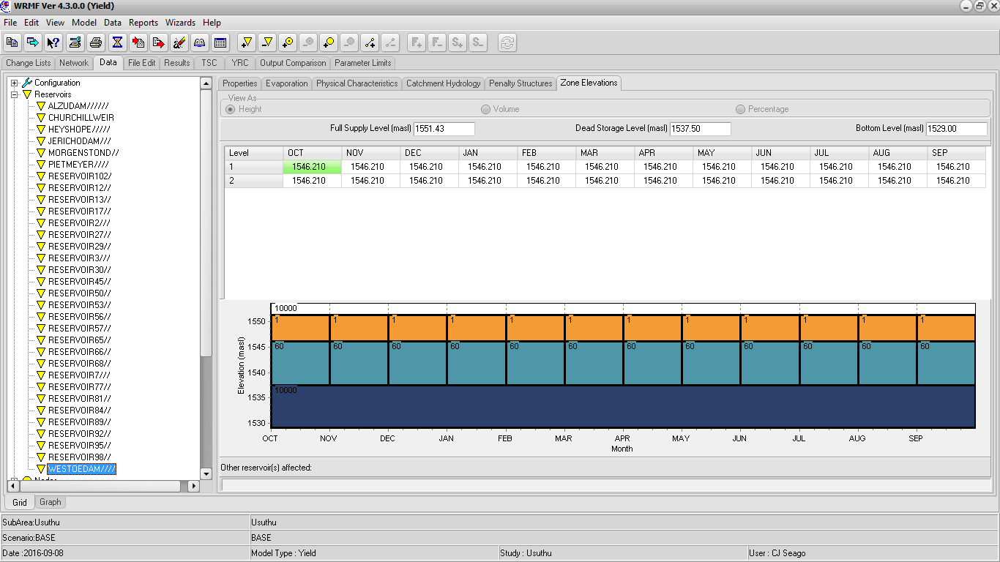 WRMF Ver 4.3.0.0 (Yield)
File Edit View Model Data Reports Wizards Help
F+ F- S+ S-
Change Lists Network Data File Edit Results TSC YRC Output Comparison Parameter Limits
Configuration
Reservoirs
ALZUDAM//////
CHURCHILLWEIR
HEYSHOPE/////
JERICHODAM///
MORGENSTOND//
PIETMEYER////
RESERVOIR102/
RESERVOIR12//
RESERVOIR13//
RESERVOIR17//
RESERVOIR2///
RESERVOIR27//
RESERVOIR29//
RESERVOIR3///
RESERVOIR30//
RESERVOIR45//
RESERVOIR50//
RESERVOIR53//
RESERVOIR56//
RESERVOIR57//
RESERVOIR65//
RESERVOIR66//
RESERVOIR68//
RESERVOIR7///
RESERVOIR77//
RESERVOIR81//
RESERVOIR84//
RESERVOIR89//
RESERVOIR92//
RESERVOIR95//
RESERVOIR98//
WESTOEDAM////
Grid Graph
Properties Evaporation Physical Characteristics Catchment Hydrology Penalty Structures Zone Elevations
View As
Height Volume Percentage
Full Supply Level (masl) 1551.43 Dead Storage Level (masl) 1537.50 Bottom Level (masl) 1529.00
Level OCT NOV DEC JAN FEB MAR APR MAY JUN JUL AUG SEP
1 1546.210 1546.210 1546.210 1546.210 1546.210 1546.210 1546.210 1546.210 1546.210 1546.210 1546.210 1546.210
2 1546.210 1546.210 1546.210 1546.210 1546.210 1546.210 1546.210 1546.210 1546.210 1546.210 1546.210 1546.210
10000
1550 1 1 1 1 1 1 1 1 1 1 1 1
1545 60 60 60 60 60 60 60 60 60 60 60 60
1540
10000
1535
1530
Elevation (masl)
OCT NOV DEC JAN FEB MAR APR MAY JUN JUL AUG SEP
Month
Other reservoir(s) affected:
SubArea:Usuthu Usuthu
Scenario:BASE BASE
Date :2016-09-08 Model Type : Yield Study : Usuthu User : CJ Seago